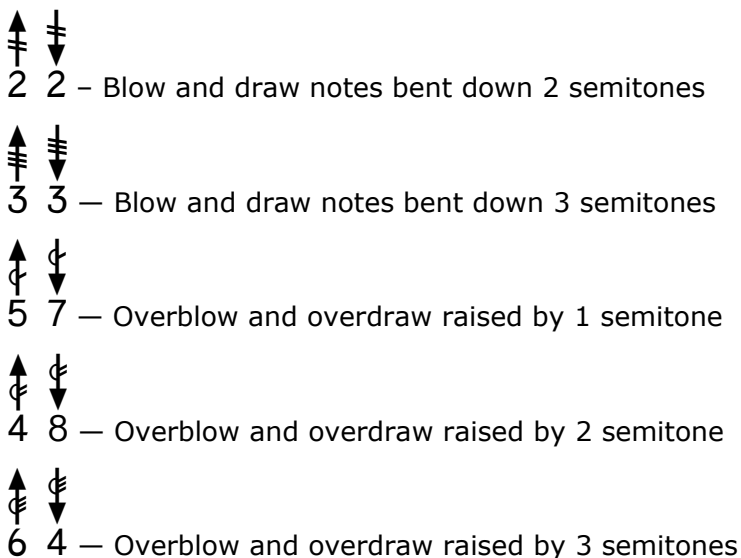 2 2 – Blow and draw notes bent down 2 semitones
3 3 — Blow and draw notes bent down 3 semitones
5 7 — Overblow and overdraw raised by 1 semitone
4 8 — Overblow and overdraw raised by 2 semitone
6 4 — Overblow and overdraw raised by 3 semitones